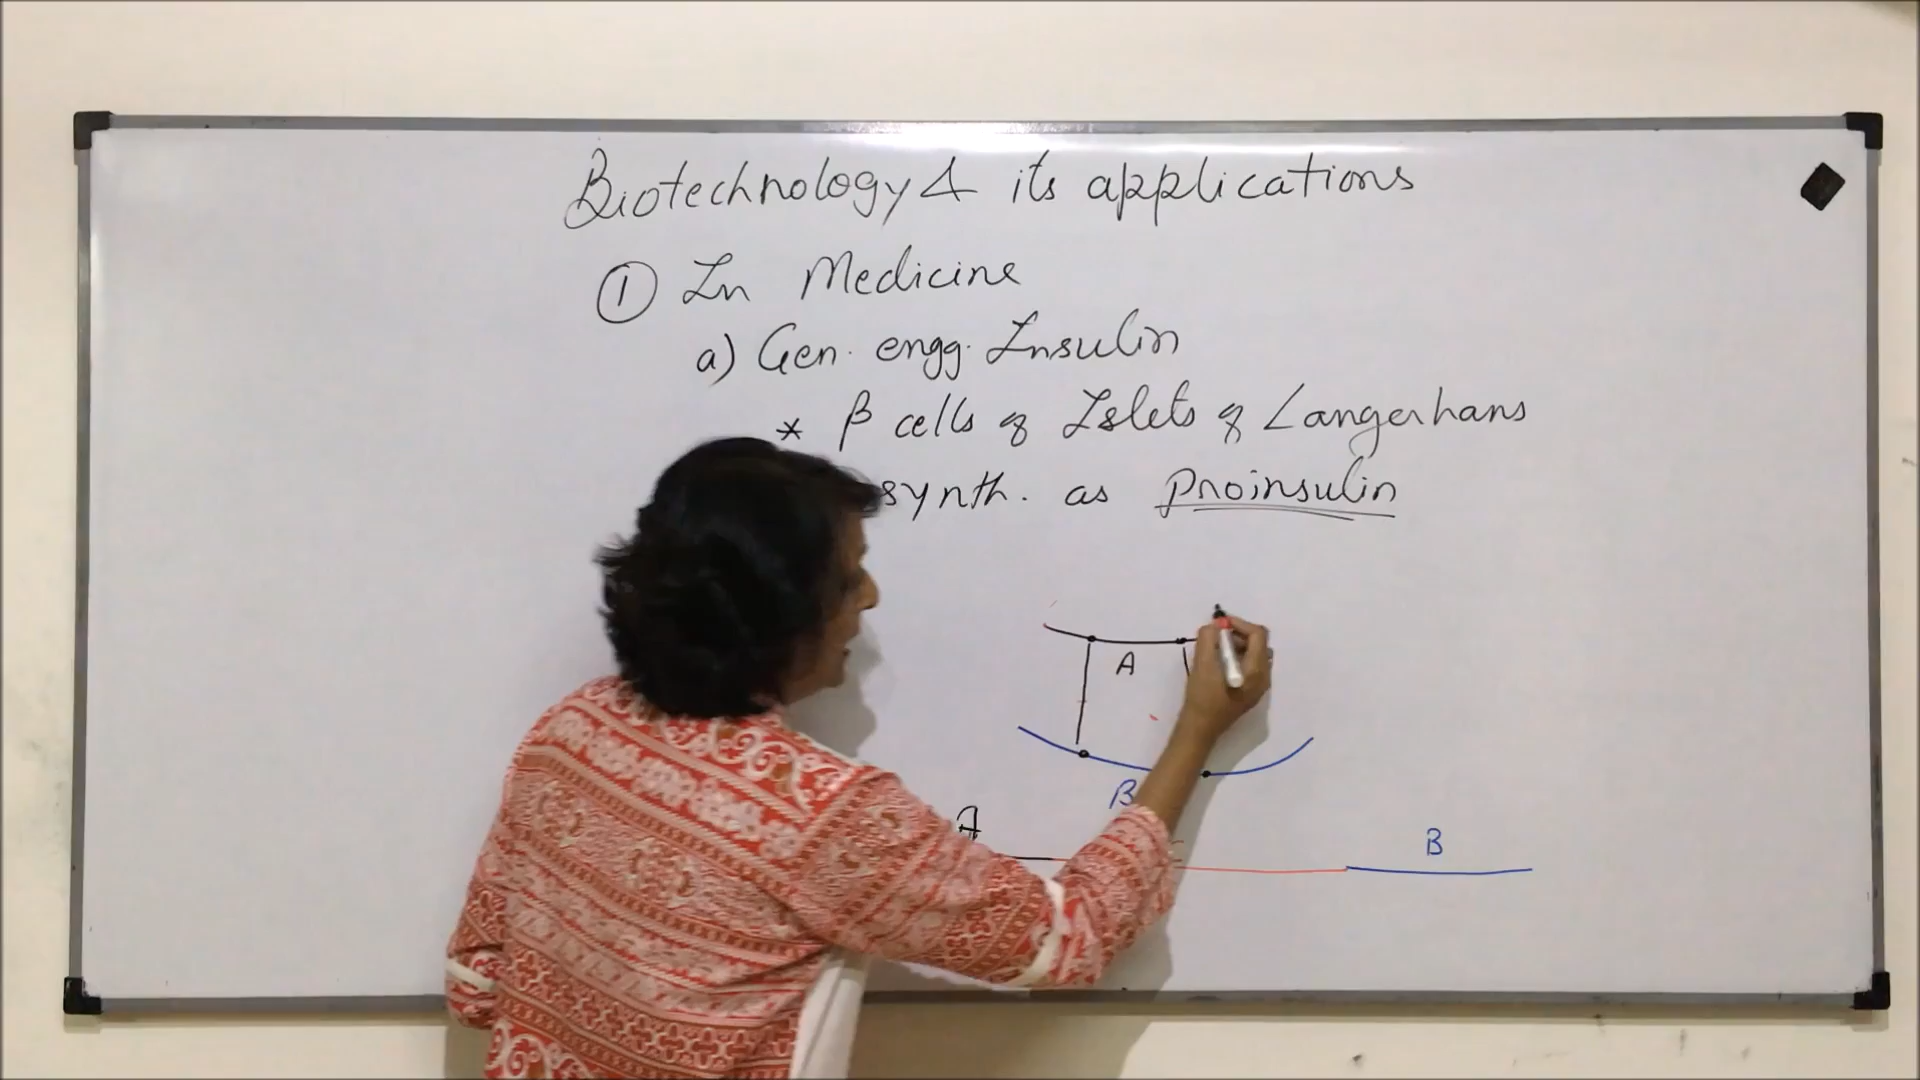 Biotechnology & its applications
① In Medicine
a) Gen. engg. Insulin
* β cells of Islets of Langerhans
synth. as proinsulin
A
B
A
B